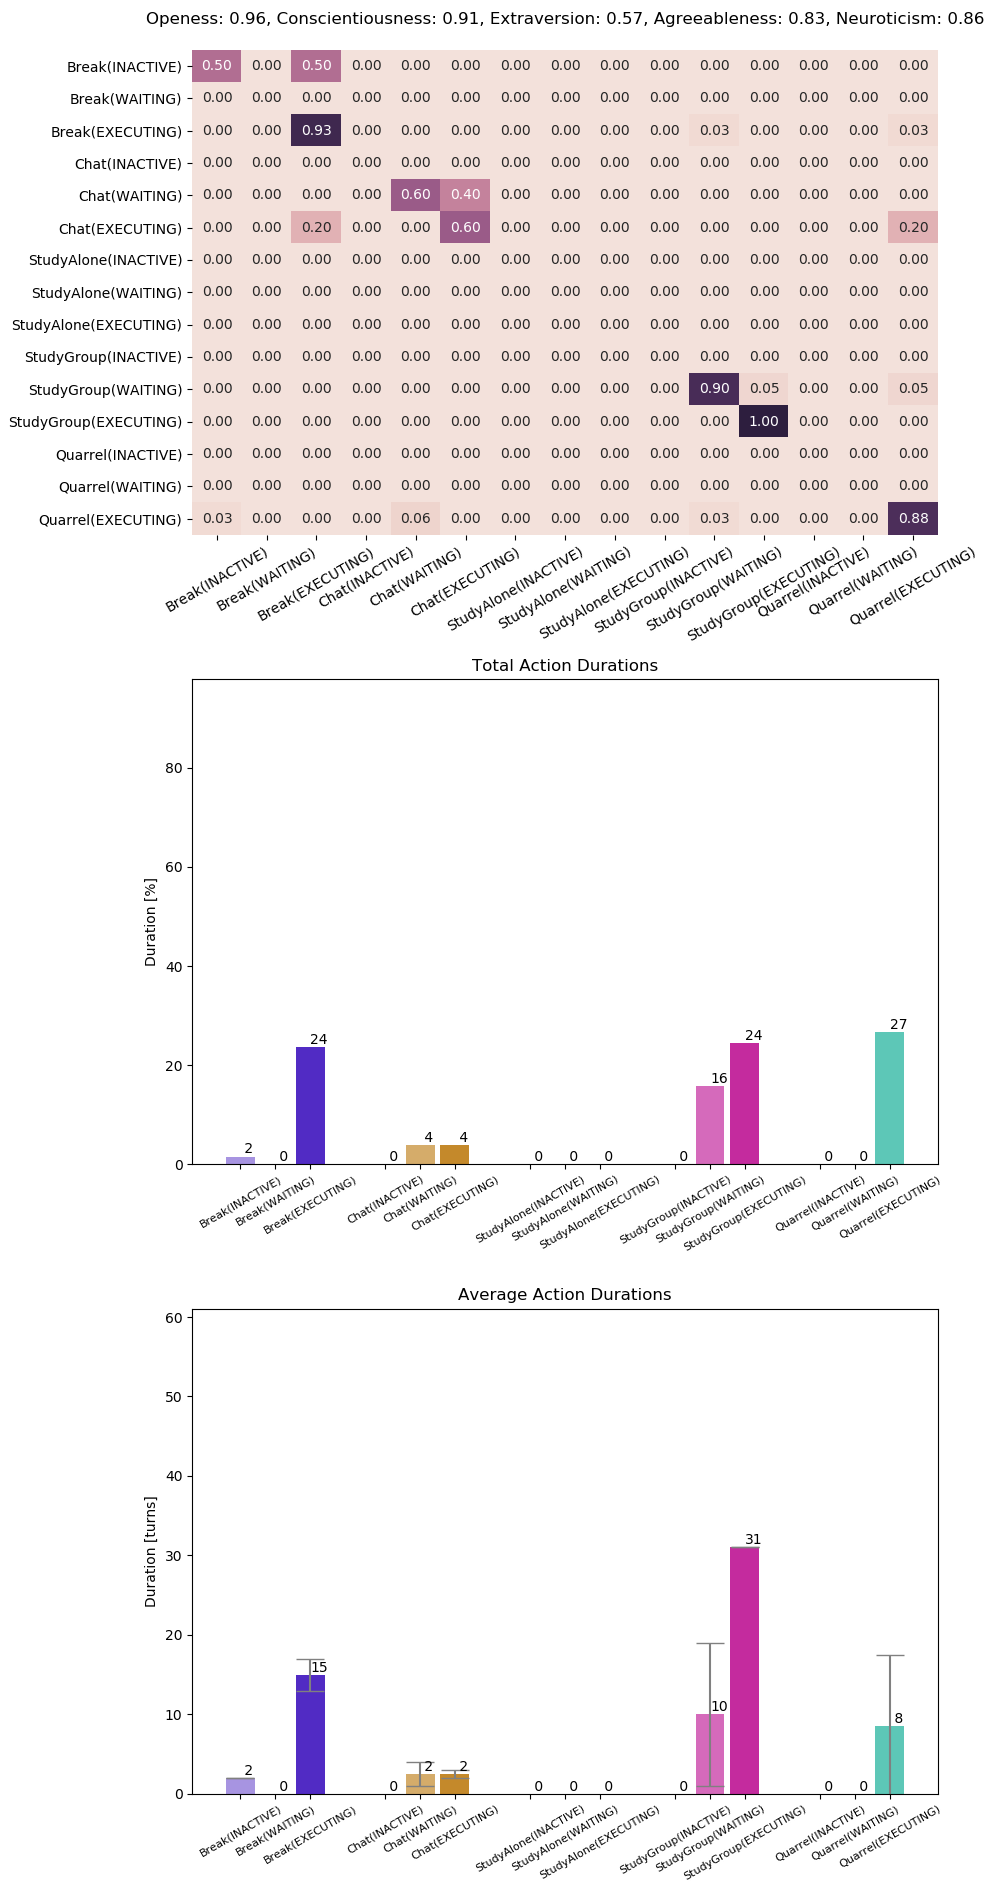 Openess: 0.96, Conscientiousness: 0.91, Extraversion: 0.57, Agreeableness: 0.83, Neuroticism: 0.86
Break(INACTIVE) 0.50 0.00 0.50 0.00 0.00 0.00 0.00 0.00 0.00 0.00 0.00 0.00 0.00 0.00 0.00
Break(WAITING) 0.00 0.00 0.00 0.00 0.00 0.00 0.00 0.00 0.00 0.00 0.00 0.00 0.00 0.00 0.00
Break(EXECUTING) 0.00 0.00 0.93 0.00 0.00 0.00 0.00 0.00 0.00 0.00 0.03 0.00 0.00 0.00 0.03
Chat(INACTIVE) 0.00 0.00 0.00 0.00 0.00 0.00 0.00 0.00 0.00 0.00 0.00 0.00 0.00 0.00 0.00
Chat(WAITING) 0.00 0.00 0.00 0.00 0.60 0.40 0.00 0.00 0.00 0.00 0.00 0.00 0.00 0.00 0.00
Chat(EXECUTING) 0.00 0.00 0.20 0.00 0.00 0.60 0.00 0.00 0.00 0.00 0.00 0.00 0.00 0.00 0.20
StudyAlone(INACTIVE) 0.00 0.00 0.00 0.00 0.00 0.00 0.00 0.00 0.00 0.00 0.00 0.00 0.00 0.00 0.00
StudyAlone(WAITING) 0.00 0.00 0.00 0.00 0.00 0.00 0.00 0.00 0.00 0.00 0.00 0.00 0.00 0.00 0.00
StudyAlone(EXECUTING) 0.00 0.00 0.00 0.00 0.00 0.00 0.00 0.00 0.00 0.00 0.00 0.00 0.00 0.00 0.00
StudyGroup(INACTIVE) 0.00 0.00 0.00 0.00 0.00 0.00 0.00 0.00 0.00 0.00 0.00 0.00 0.00 0.00 0.00
StudyGroup(WAITING) 0.00 0.00 0.00 0.00 0.00 0.00 0.00 0.00 0.00 0.00 0.90 0.05 0.00 0.00 0.05
StudyGroup(EXECUTING) 0.00 0.00 0.00 0.00 0.00 0.00 0.00 0.00 0.00 0.00 0.00 1.00 0.00 0.00 0.00
Quarrel(INACTIVE) 0.00 0.00 0.00 0.00 0.00 0.00 0.00 0.00 0.00 0.00 0.00 0.00 0.00 0.00 0.00
Quarrel(WAITING) 0.00 0.00 0.00 0.00 0.00 0.00 0.00 0.00 0.00 0.00 0.00 0.00 0.00 0.00 0.00
Quarrel(EXECUTING) 0.03 0.00 0.00 0.00 0.06 0.00 0.00 0.00 0.00 0.00 0.03 0.00 0.00 0.00 0.88
Break(INACTIVE) Break(WAITING) Break(EXECUTING) Chat(INACTIVE) Chat(WAITING) Chat(EXECUTING) StudyAlone(INACTIVE) StudyAlone(WAITING) StudyAlone(EXECUTING) StudyGroup(INACTIVE) StudyGroup(WAITING) StudyGroup(EXECUTING) Quarrel(INACTIVE) Quarrel(WAITING) Quarrel(EXECUTING)
Total Action Durations
Duration [%]
80
60
40
20
0
2 0 24 0 4 4 0 0 0 0 16 24 0 0 27
Break(INACTIVE) Break(WAITING) Break(EXECUTING) Chat(INACTIVE) Chat(WAITING) Chat(EXECUTING) StudyAlone(INACTIVE) StudyAlone(WAITING) StudyAlone(EXECUTING) StudyGroup(INACTIVE) StudyGroup(WAITING) StudyGroup(EXECUTING) Quarrel(INACTIVE) Quarrel(WAITING) Quarrel(EXECUTING)
Average Action Durations
Duration [turns]
60
50
40
30
20
10
0
2 0 15 0 2 2 0 0 0 0 10 31 0 0 8
Break(INACTIVE) Break(WAITING) Break(EXECUTING) Chat(INACTIVE) Chat(WAITING) Chat(EXECUTING) StudyAlone(INACTIVE) StudyAlone(WAITING) StudyAlone(EXECUTING) StudyGroup(INACTIVE) StudyGroup(WAITING) StudyGroup(EXECUTING) Quarrel(INACTIVE) Quarrel(WAITING) Quarrel(EXECUTING)